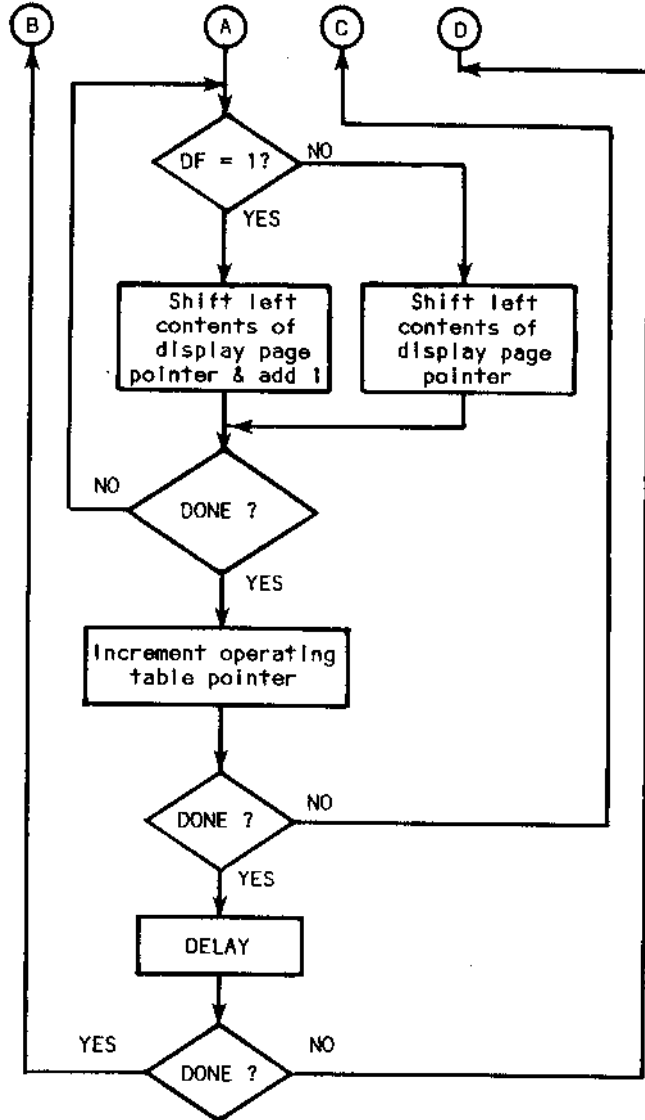 B
A
C
D
DF = 1?
NO
YES
Shift left
contents of
display page
pointer & add 1
Shift left
contents of
display page
pointer
NO
DONE ?
YES
Increment operating
table pointer
DONE ?
NO
YES
DELAY
YES
DONE ?
NO